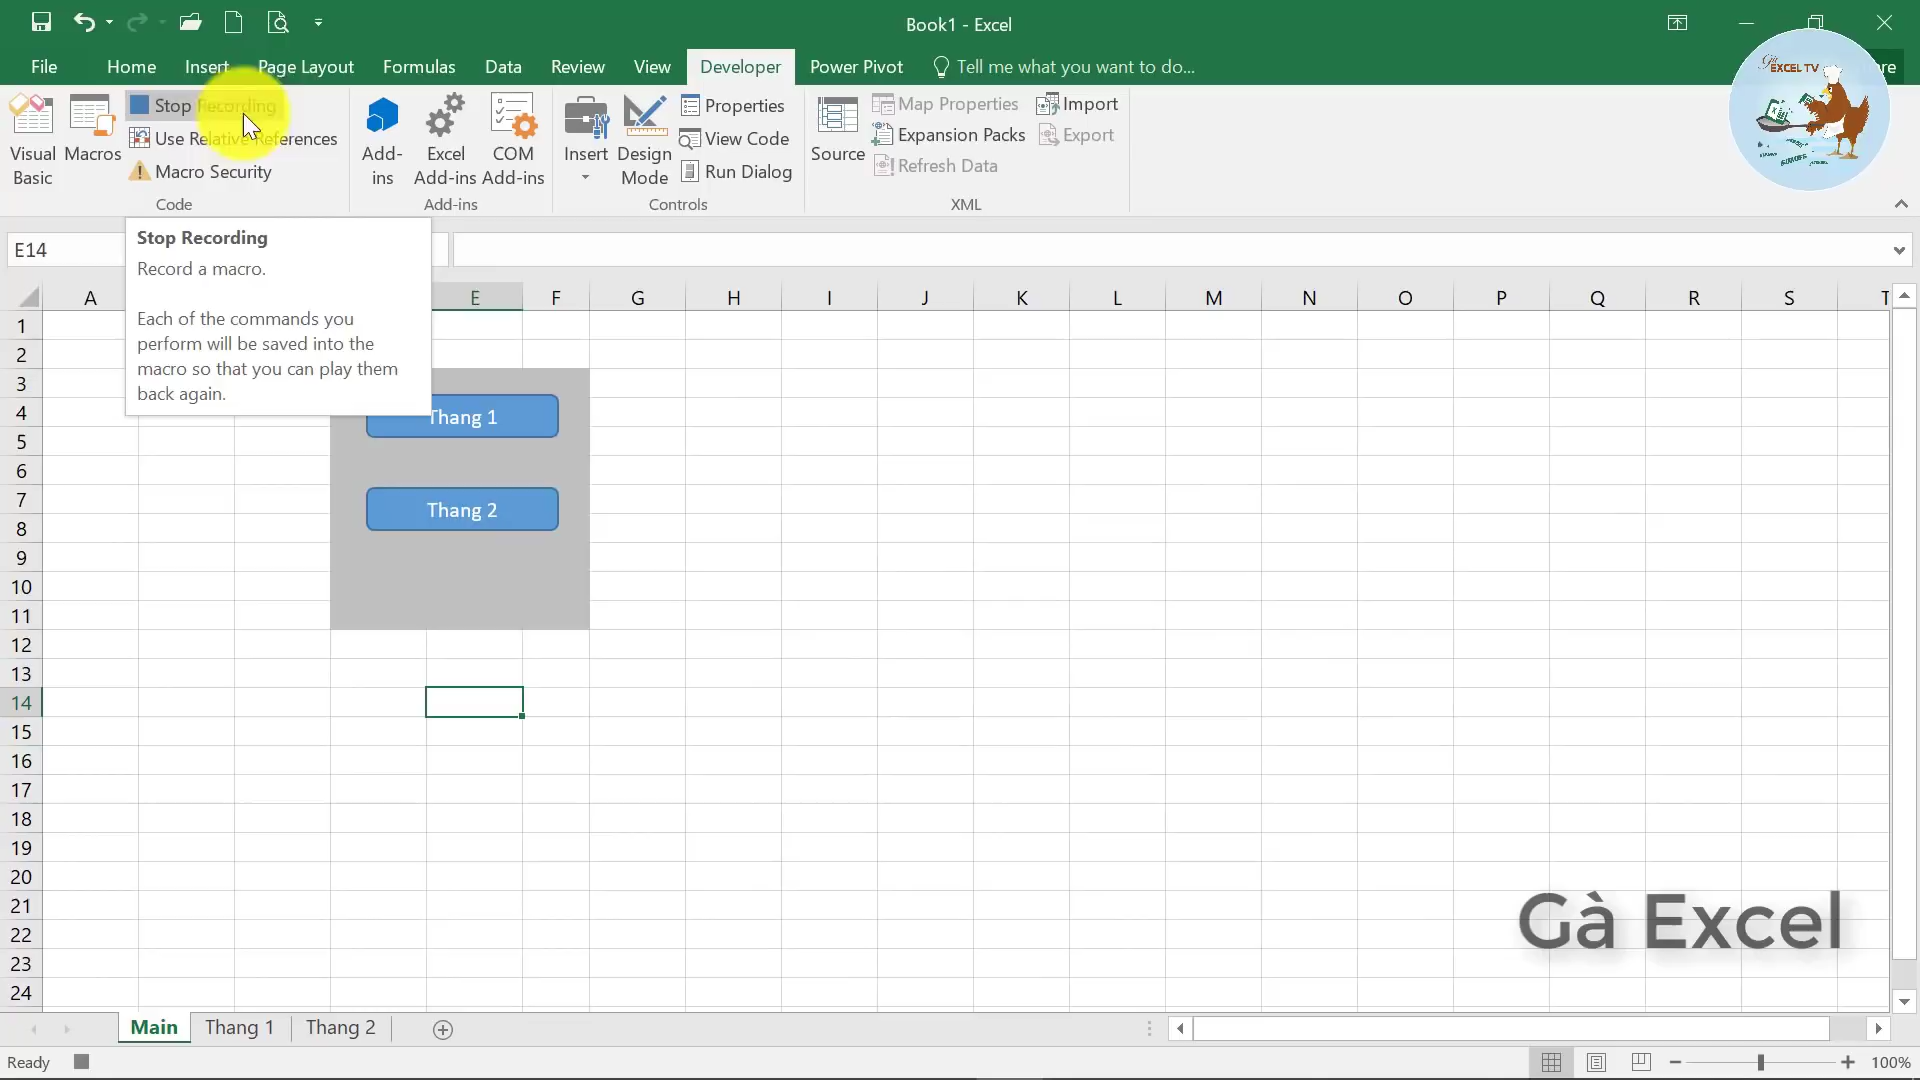 Book1 - Excel
File Home Insert Page Layout Formulas Data Review View Developer Power Pivot Tell me what you want to do...
Gà
EXCEL TV
Visual Basic
Macros
Stop Recording
Use Relative References
Macro Security
Code
Add-ins
Excel Add-ins
COM Add-ins
Add-ins
Insert
Design Mode
Properties
View Code
Run Dialog
Controls
Source
Map Properties
Expansion Packs
Refresh Data
Import
Export
XML
E14
Stop Recording
Record a macro.
Each of the commands you
perform will be saved into the
macro so that you can play them
back again.
A E F G H I J K L M N O P Q R S T
1
2
3
4
5
6
7
8
9
10
11
12
13
14
15
16
17
18
19
20
21
22
23
24
Thang 1
Thang 2
Gà Excel
Main Thang 1 Thang 2
Ready
100%